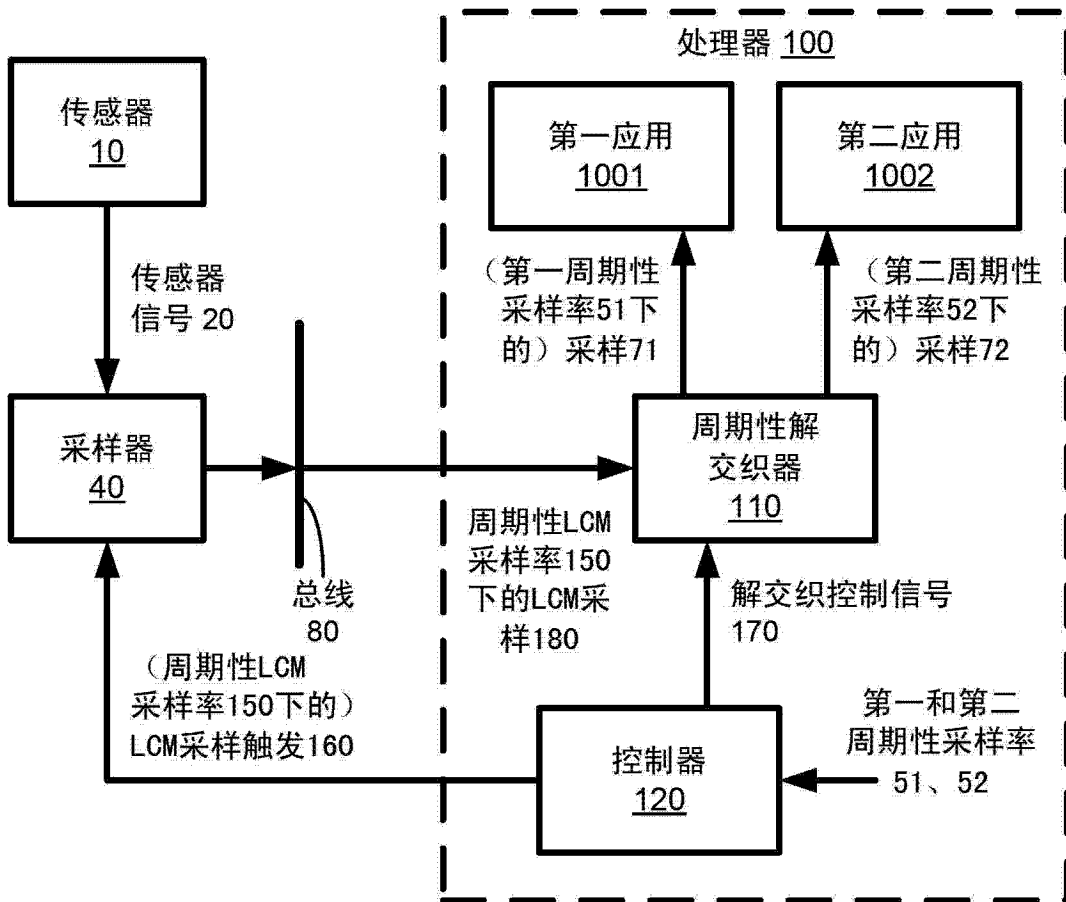 处理器 100
传感器
10
第一应用
1001
第二应用
1002
传感器
信号 20
（第一周期性
采样率51下
的）采样71
（第二周期性
采样率52下
的）采样72
采样器
40
周期性解
交织器
110
总线
80
周期性LCM
采样率150
下的LCM采
样180
解交织控制信号
170
（周期性LCM
采样率150下的）
LCM采样触发160
控制器
120
第一和第二
周期性采样率
51、52